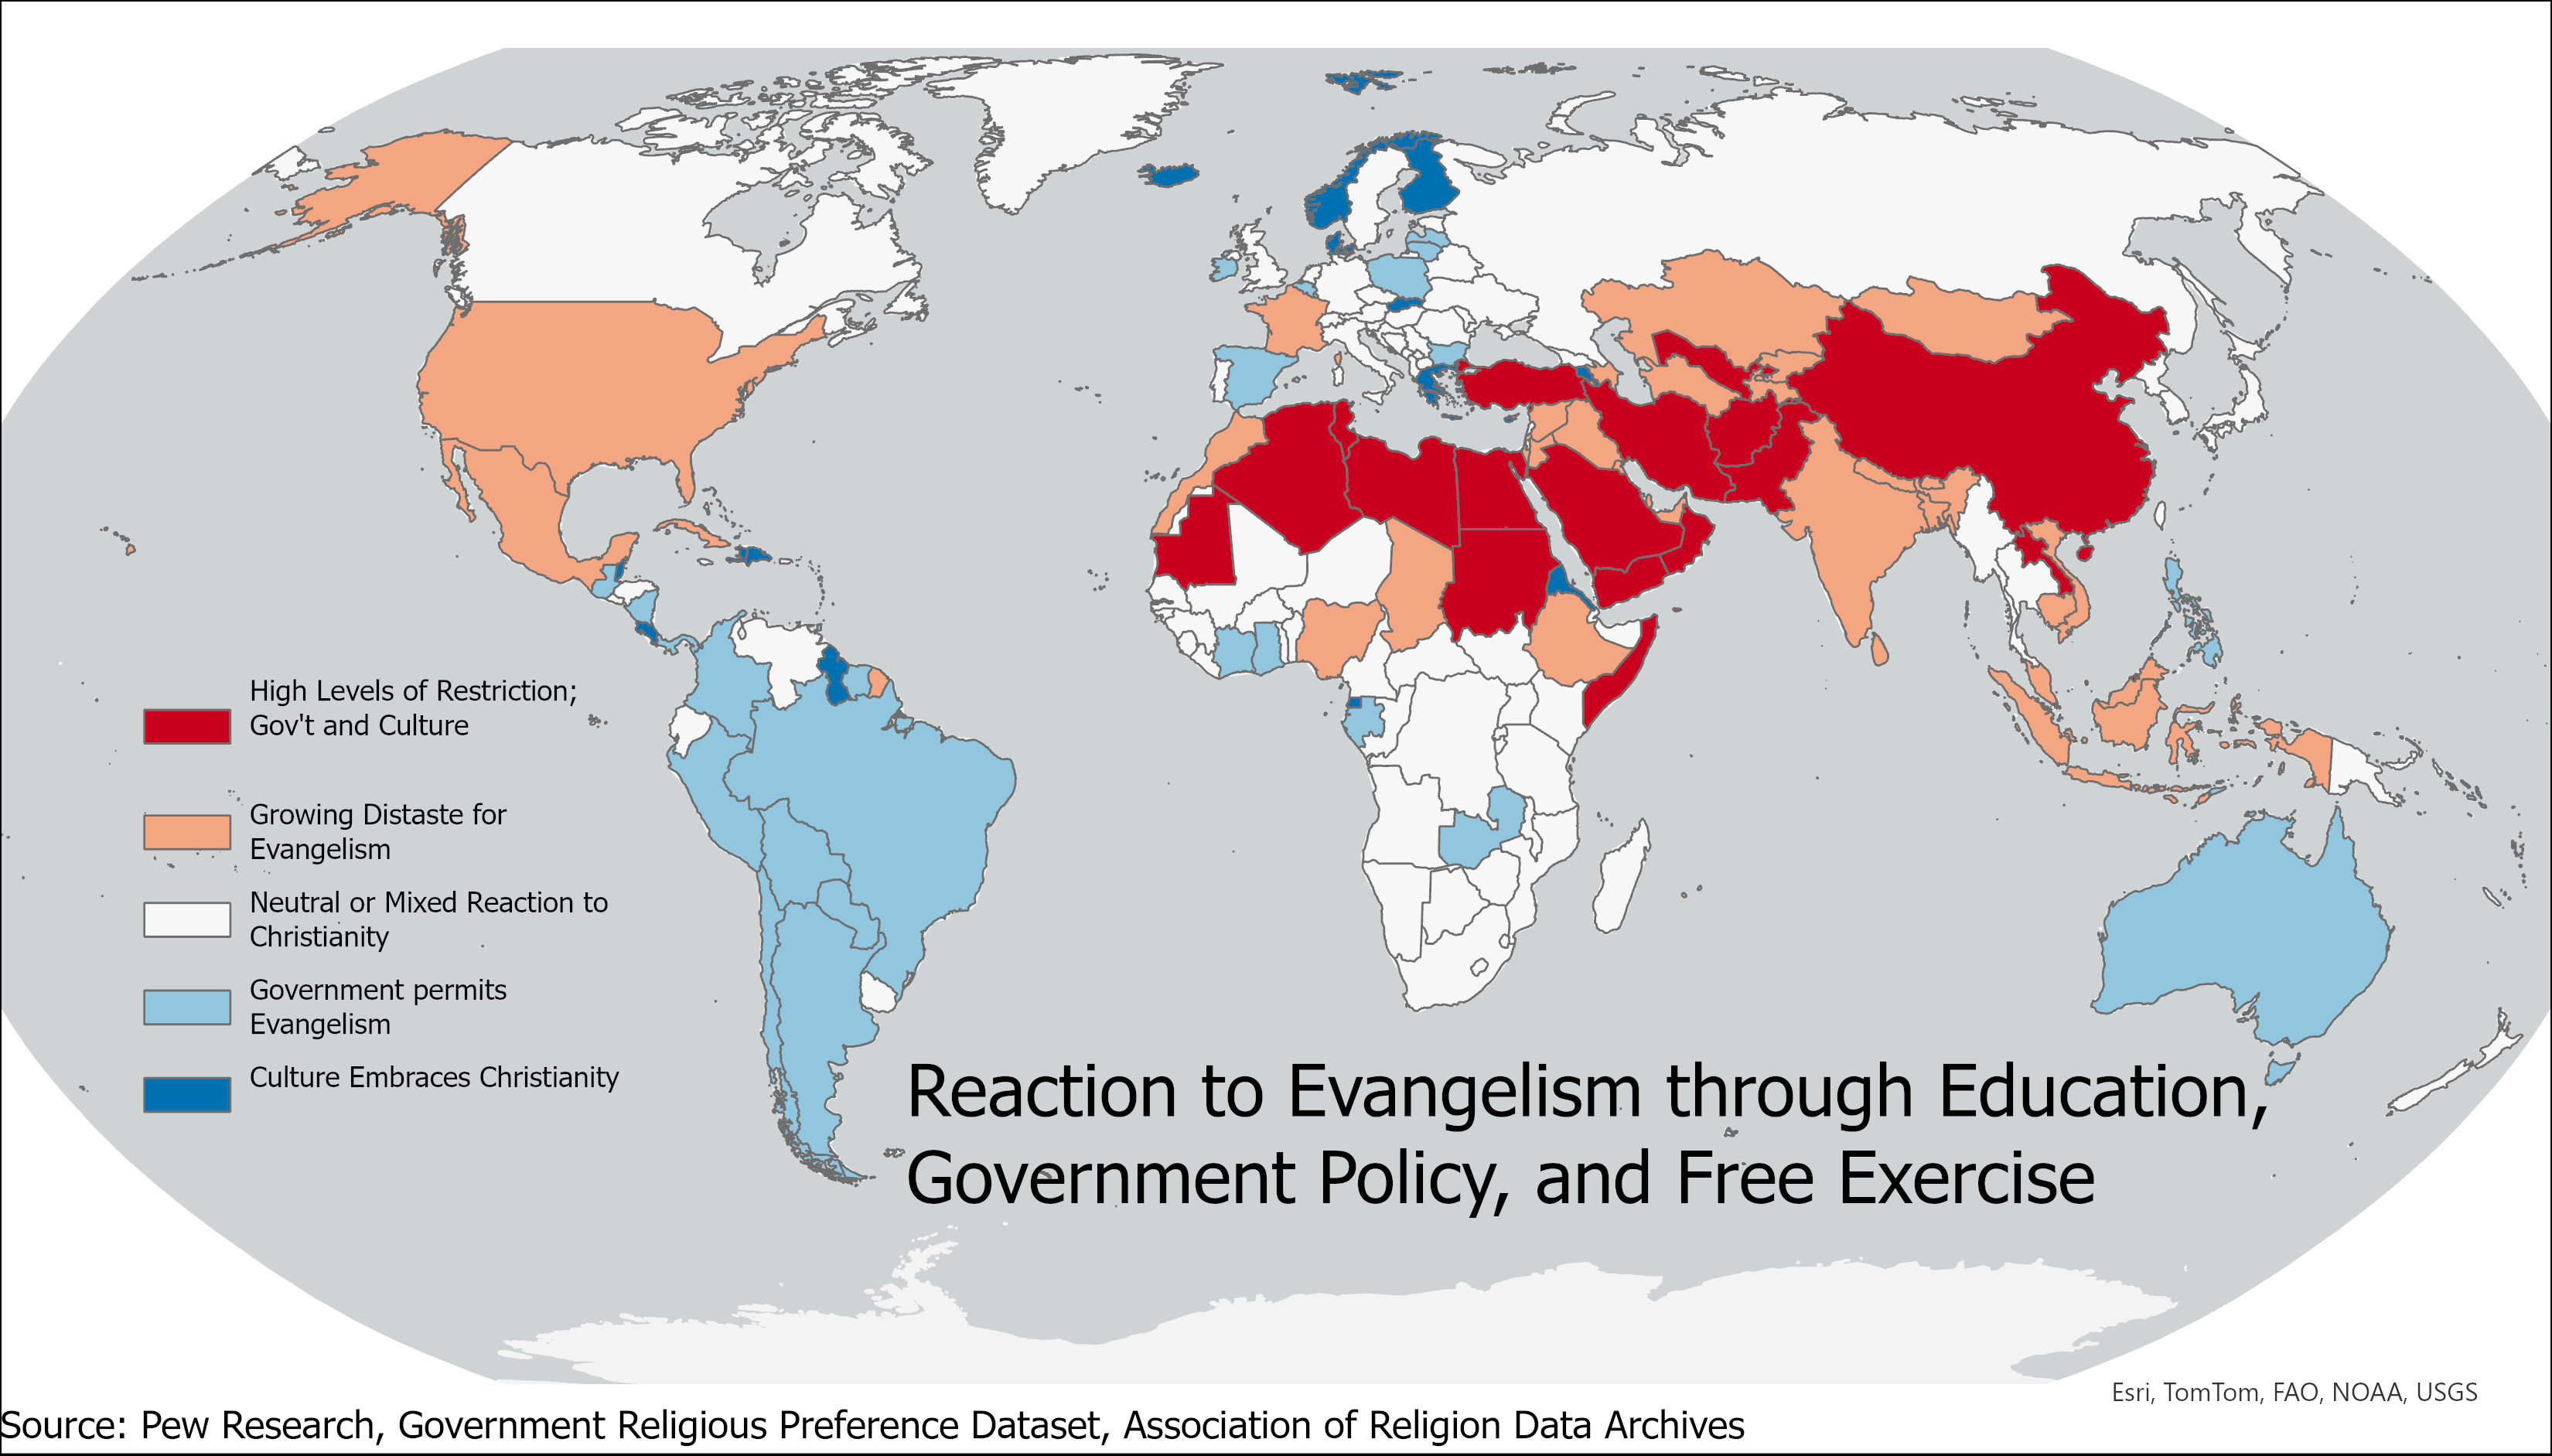 High Levels of Restriction;
Gov't and Culture
Growing Distaste for
Evangelism
Neutral or Mixed Reaction to
Christianity
Government permits
Evangelism
Culture Embraces Christianity
Reaction to Evangelism through Education,
Government Policy, and Free Exercise
Esri, TomTom, FAO, NOAA, USGS
Source: Pew Research, Government Religious Preference Dataset, Association of Religion Data Archives